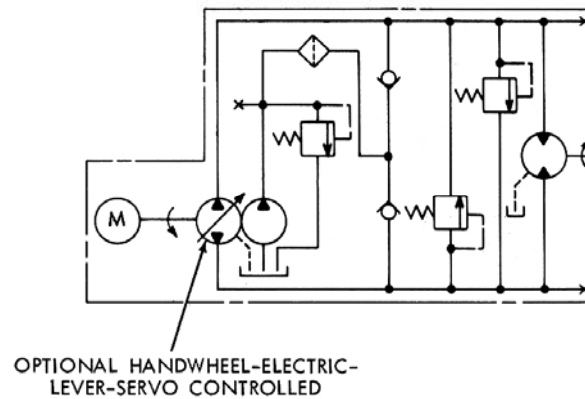 M
OPTIONAL HANDWHEEL-ELECTRIC-
LEVER-SERVO CONTROLLED